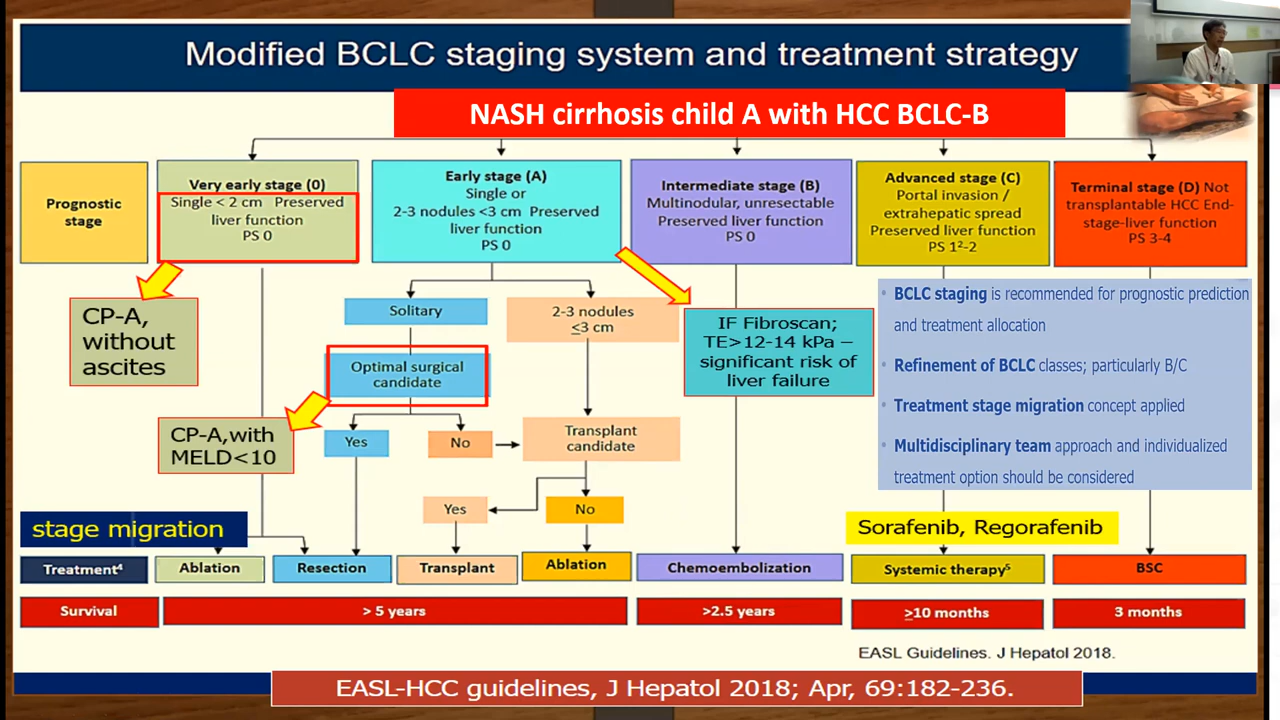 Modified BCLC staging system and treatment strategy
NASH cirrhosis child A with HCC BCLC-B
Prognostic
stage
Very early stage (0)
Single < 2 cm Preserved
liver function
PS 0
Early stage (A)
Single or
2-3 nodules <3 cm Preserved
liver function
PS 0
Intermediate stage (B)
Multinodular, unresectable
Preserved liver function
PS 0
Advanced stage (C)
Portal invasion /
extrahepatic spread
Preserved liver function
PS 1²-2
Terminal stage (D) Not
transplantable HCC End-
stage-liver function
PS 3-4
CP-A,
without
ascites
Solitary
2-3 nodules
≤3 cm
IF Fibroscan;
TE>12-14 kPa –
significant risk of
liver failure
• BCLC staging is recommended for prognostic prediction
and treatment allocation
• Refinement of BCLC classes; particularly B/C
• Treatment stage migration concept applied
• Multidisciplinary team approach and individualized
treatment option should be considered
Optimal surgical
candidate
CP-A,with
MELD<10
Yes
No
Transplant
candidate
Yes
No
stage migration
Sorafenib, Regorafenib
Treatment⁴
Ablation
Resection
Transplant
Ablation
Chemoembolization
Systemic therapy⁵
BSC
Survival
> 5 years
>2.5 years
≥10 months
3 months
EASL Guidelines. J Hepatol 2018.
EASL-HCC guidelines, J Hepatol 2018; Apr, 69:182-236.